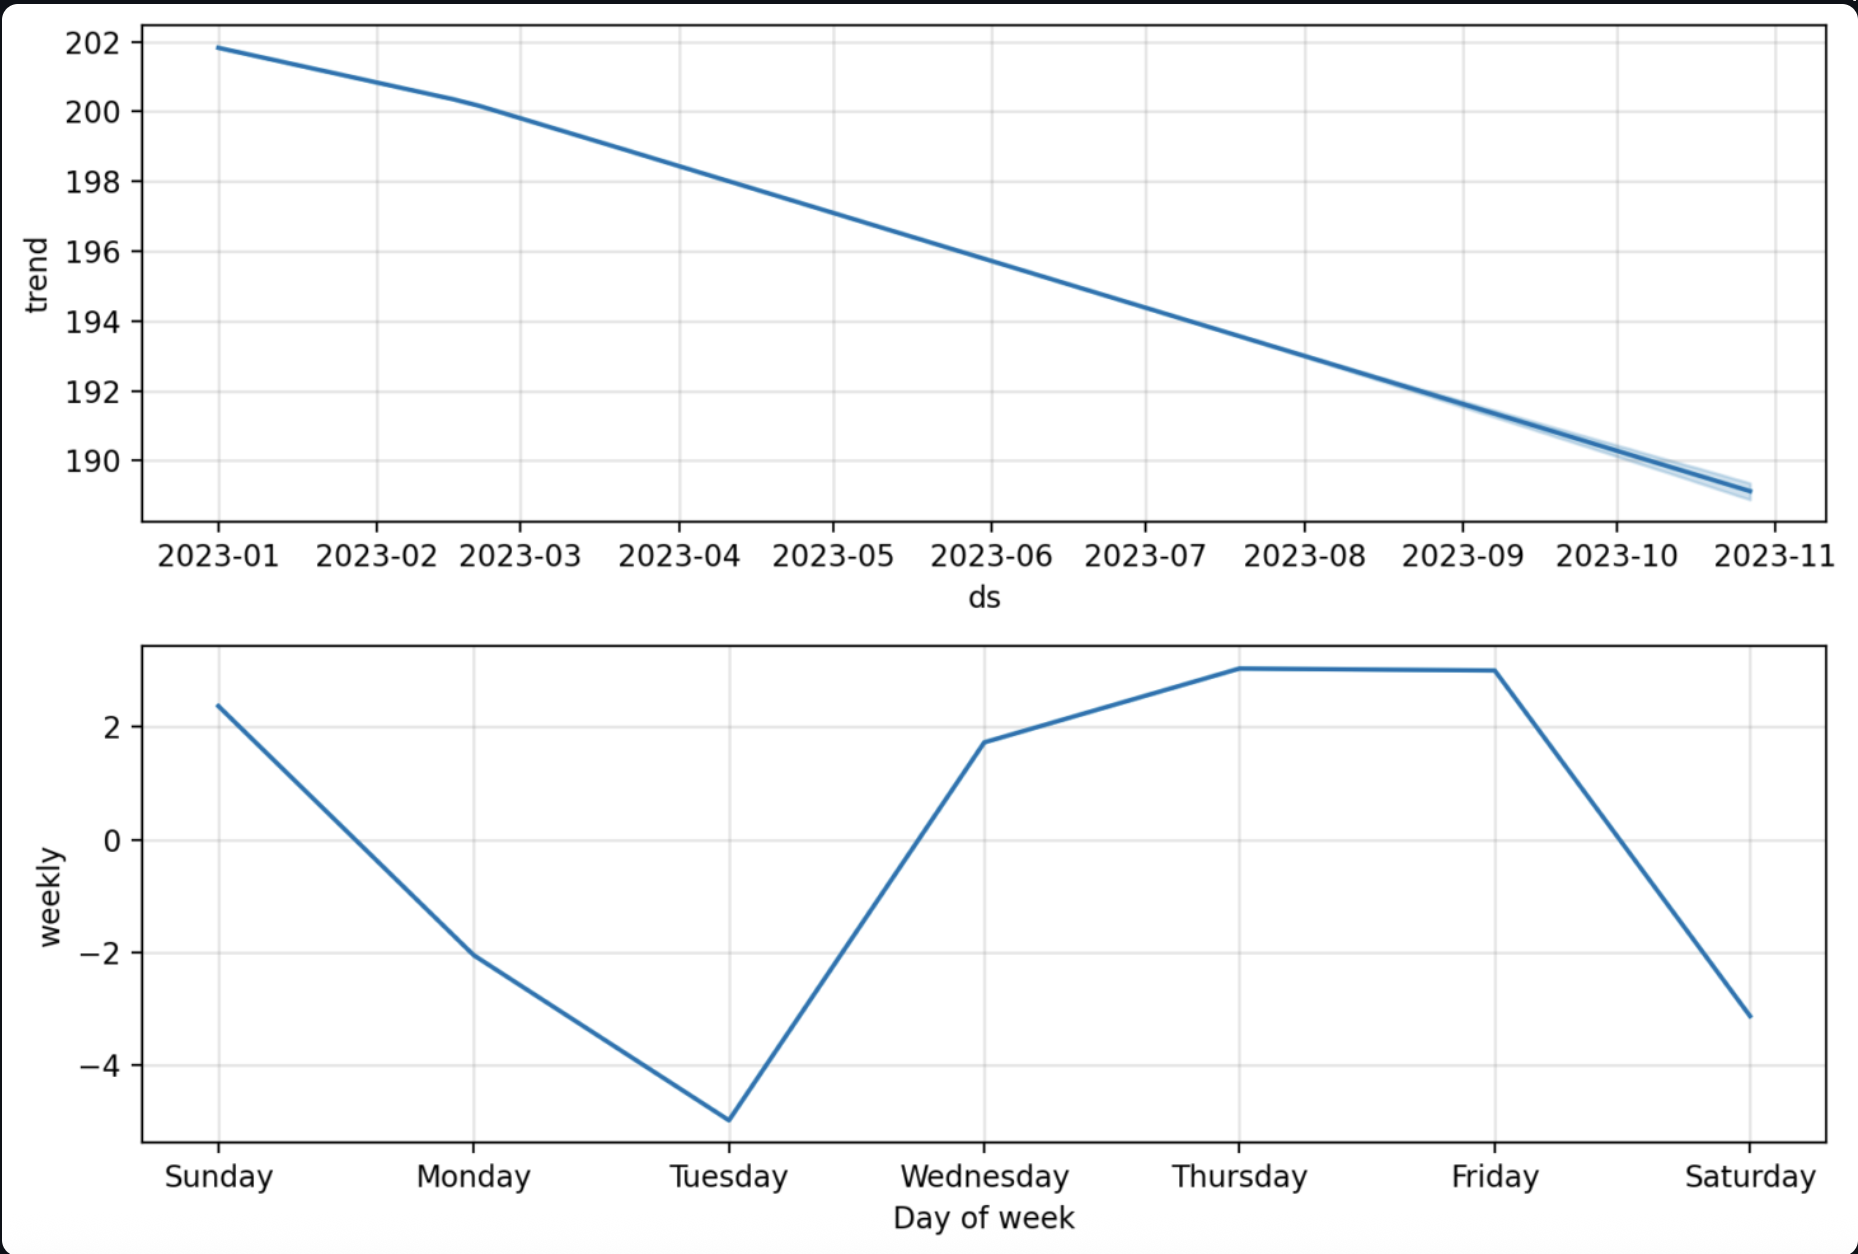 202
200
198
196
194
192
190
trend
2023-01 2023-02 2023-03 2023-04 2023-05 2023-06 2023-07 2023-08 2023-09 2023-10 2023-11
ds
2
0
−2
−4
weekly
Sunday Monday Tuesday Wednesday Thursday Friday Saturday
Day of week